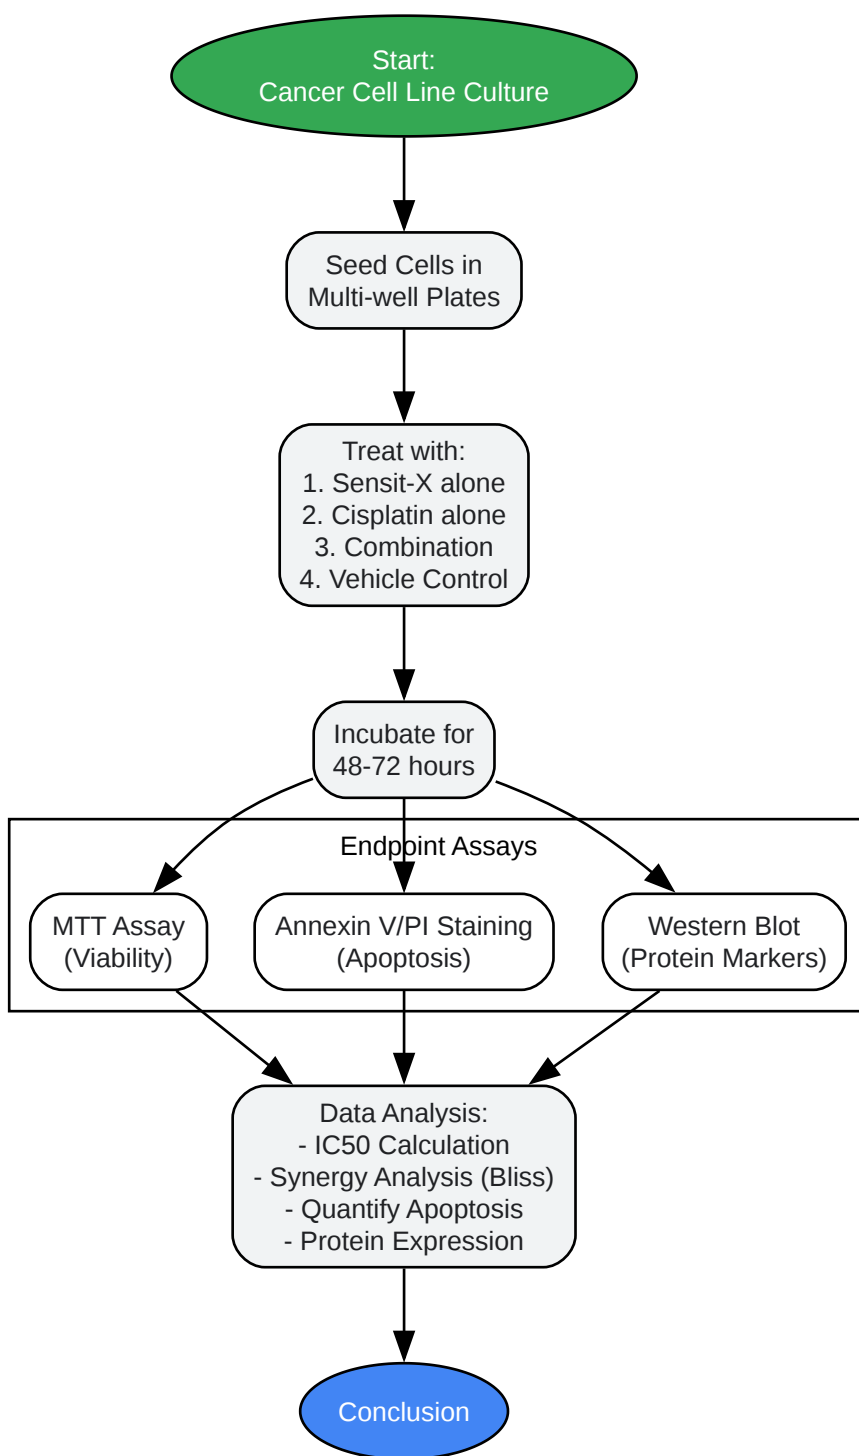 Start:
Cancer Cell Line Culture
Seed Cells in
Multi-well Plates
Treat with:
1. Sensit-X alone
2. Cisplatin alone
3. Combination
4. Vehicle Control
Incubate for
48-72 hours
Endpoint Assays
MTT Assay
(Viability)
Annexin V/PI Staining
(Apoptosis)
Western Blot
(Protein Markers)
Data Analysis:
- IC50 Calculation
- Synergy Analysis (Bliss)
- Quantify Apoptosis
- Protein Expression
Conclusion